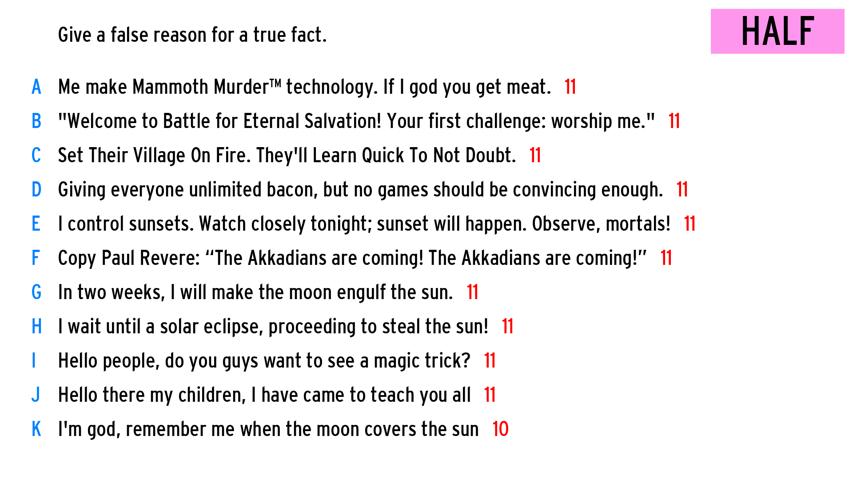 Give a false reason for a true fact.
HALF
A Me make Mammoth Murder™ technology. If I god you get meat. 11
B "Welcome to Battle for Eternal Salvation! Your first challenge: worship me." 11
C Set Their Village On Fire. They'll Learn Quick To Not Doubt. 11
D Giving everyone unlimited bacon, but no games should be convincing enough. 11
E I control sunsets. Watch closely tonight; sunset will happen. Observe, mortals! 11
F Copy Paul Revere: “The Akkadians are coming! The Akkadians are coming!” 11
G In two weeks, I will make the moon engulf the sun. 11
H I wait until a solar eclipse, proceeding to steal the sun! 11
I Hello people, do you guys want to see a magic trick? 11
J Hello there my children, I have came to teach you all 11
K I'm god, remember me when the moon covers the sun 10